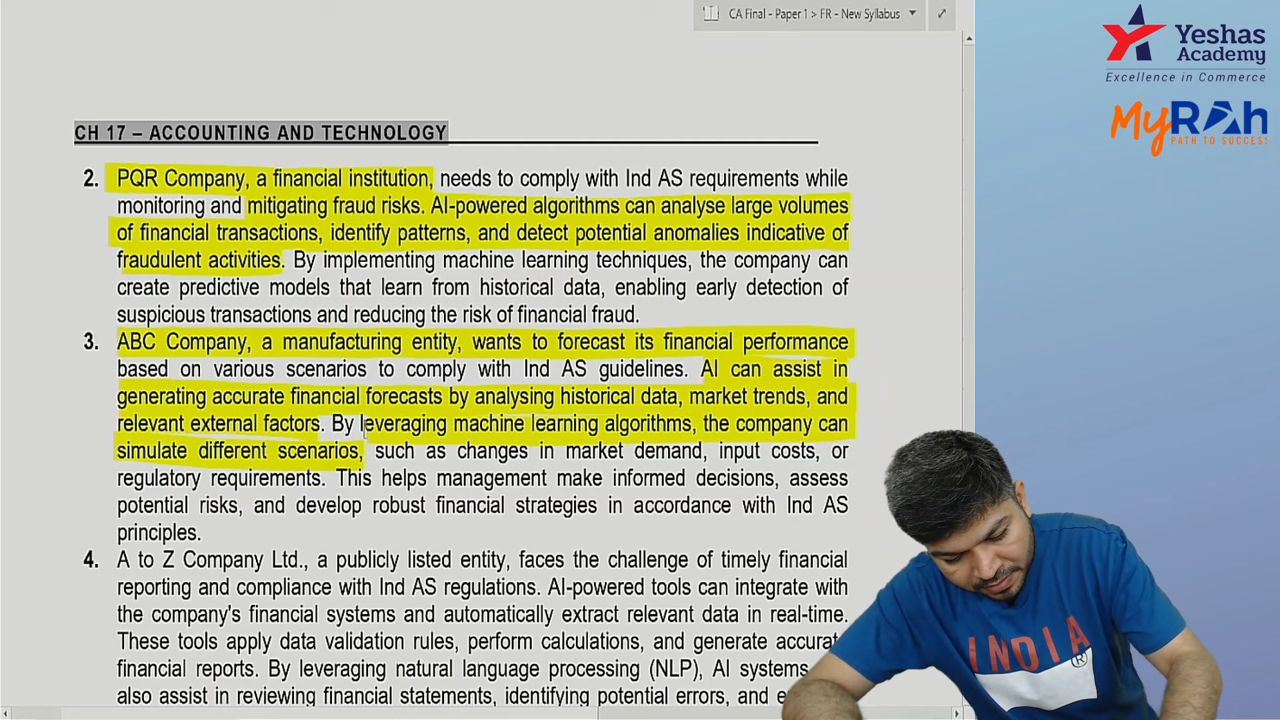 CA Final - Paper 1 > FR - New Syllabus
Yeshas
Academy
Excellence in Commerce
MyRAh
PATH TO SUCCESS
CH 17 – ACCOUNTING AND TECHNOLOGY
2. PQR Company, a financial institution, needs to comply with Ind AS requirements while
monitoring and mitigating fraud risks. AI-powered algorithms can analyse large volumes
of financial transactions, identify patterns, and detect potential anomalies indicative of
fraudulent activities. By implementing machine learning techniques, the company can
create predictive models that learn from historical data, enabling early detection of
suspicious transactions and reducing the risk of financial fraud.
3. ABC Company, a manufacturing entity, wants to forecast its financial performance
based on various scenarios to comply with Ind AS guidelines. AI can assist in
generating accurate financial forecasts by analysing historical data, market trends, and
relevant external factors. By leveraging machine learning algorithms, the company can
simulate different scenarios, such as changes in market demand, input costs, or
regulatory requirements. This helps management make informed decisions, assess
potential risks, and develop robust financial strategies in accordance with Ind AS
principles.
4. A to Z Company Ltd., a publicly listed entity, faces the challenge of timely financial
reporting and compliance with Ind AS regulations. AI-powered tools can integrate with
the company's financial systems and automatically extract relevant data in real-time.
These tools apply data validation rules, perform calculations, and generate
financial reports. By leveraging natural language processing (NLP), AI systems
also assist in reviewing financial statements, identifying potential errors, and
INDIA